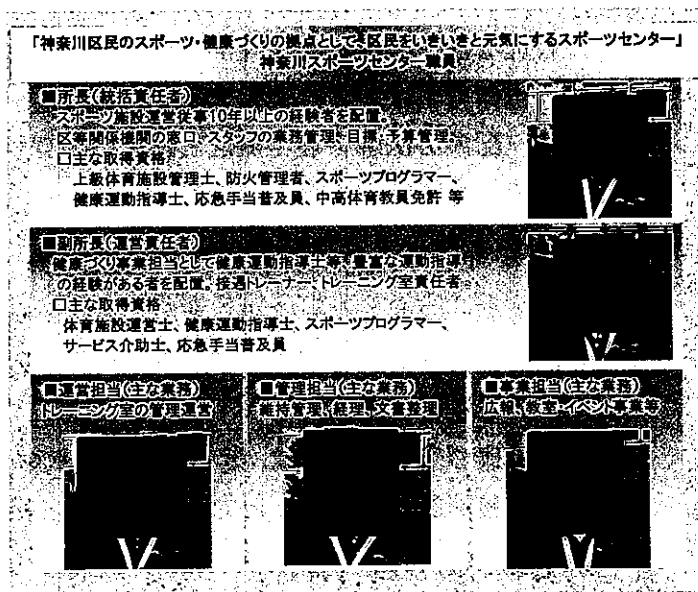 「神奈川区民のスポーツ・健康づくりの拠点として、区民をいきいきと元気にするスポーツセンター」
神奈川スポーツセンター職員
■所長(統括責任者)
スポーツ施設運営従事10年以上の経験者を配置。
区等関係機関の窓口、スタッフの業務管理、目標、予算管理。
□主な取得資格
上級体育施設管理士、防火管理者、スポーツプログラマー、
健康運動指導士、応急手当普及員、中高体育教員免許 等
■副所長(運営責任者)
健康づくり事業担当として健康運動指導士等、豊富な運動指導
の経験がある者を配置。接遇トレーナー、トレーニング室責任者
□主な取得資格
体育施設運営士、健康運動指導士、スポーツプログラマー、
サービス介助士、応急手当普及員
■運営担当(主な業務)
トレーニング室の管理運営
■管理担当(主な業務)
維持管理、経理、文書整理
■事業担当(主な業務)
広報、教室・イベント事業等